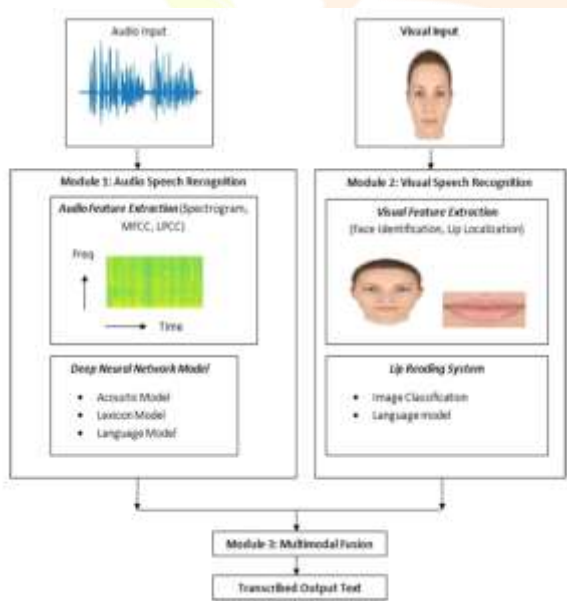 Audio Input
Visual Input
Module 1: Audio Speech Recognition
Audio Feature Extraction (Spectrogram,
MFCC, LPCC)
Freq
Time
Deep Neural Network Model
• Acoustic Model
• Lexicon Model
• Language Model
Module 2: Visual Speech Recognition
Visual Feature Extraction
(Face Identification, Lip Localization)
Lip Reading System
• Image Classification
• Language model
Module 3: Multimodal Fusion
Transcribed Output Text